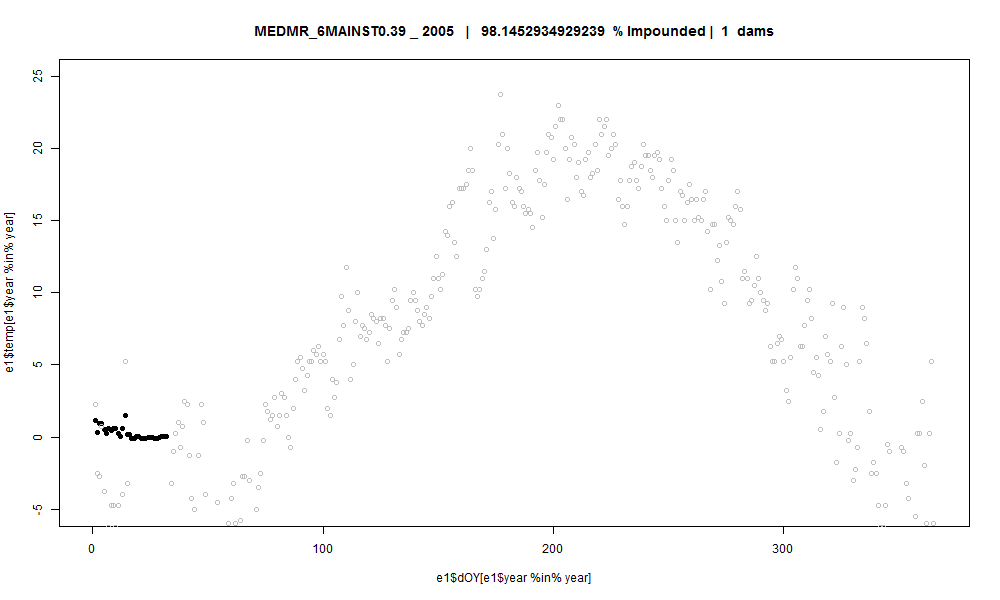 MEDMR_6MAINST0.39 _ 2005 | 98.1452934929239 % Impounded | 1 dams
25
20
15
10
5
0
-5
e1$temp[e1$year %in% year]
0 100 200 300
e1$dOY[e1$year %in% year]